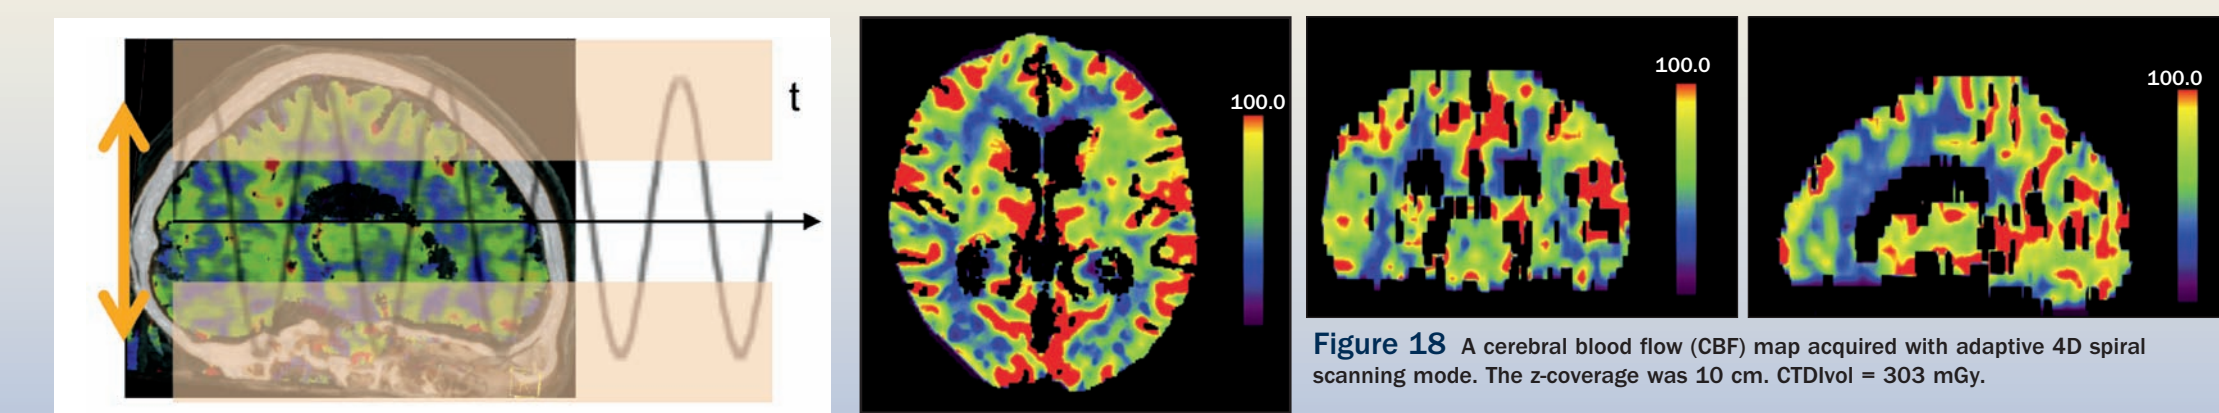 t
100.0
100.0
100.0
Figure 18 A cerebral blood flow (CBF) map acquired with adaptive 4D spiral
scanning mode. The z-coverage was 10 cm. CTDIvol = 303 mGy.